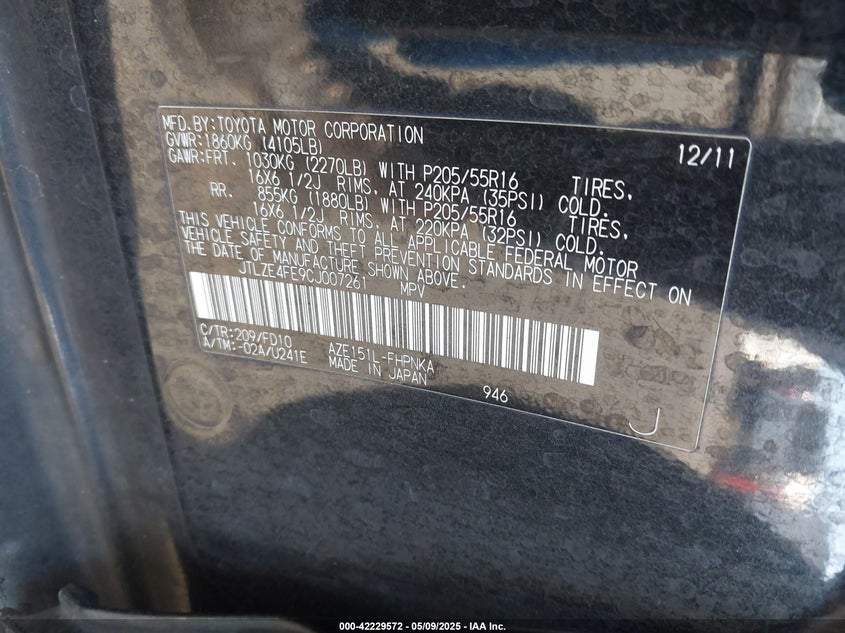 MFD.BY:TOYOTA MOTOR CORPORATION 12/11
GVWR:1860KG (4105LB)
GAWR:FRT. 1030KG (2270LB) WITH P205/55R16 TIRES,
16X6 1/2J RIMS, AT 240KPA (35PSI) COLD.
RR. 855KG (1880LB) WITH P205/55R16 TIRES,
16X6 1/2J RIMS, AT 220KPA (32PSI) COLD.
THIS VEHICLE CONFORMS TO ALL APPLICABLE FEDERAL MOTOR
VEHICLE SAFETY AND THEFT PREVENTION STANDARDS IN EFFECT ON
THE DATE OF MANUFACTURE SHOWN ABOVE.
JTLZE4FE9CJ007261 MPV
C/TR:209/FD10 AZE151L-FHPNKA
A/TM:-02A/U241E MADE IN JAPAN
946
J
000-42229572 — 05/09/2025 — IAA Inc.